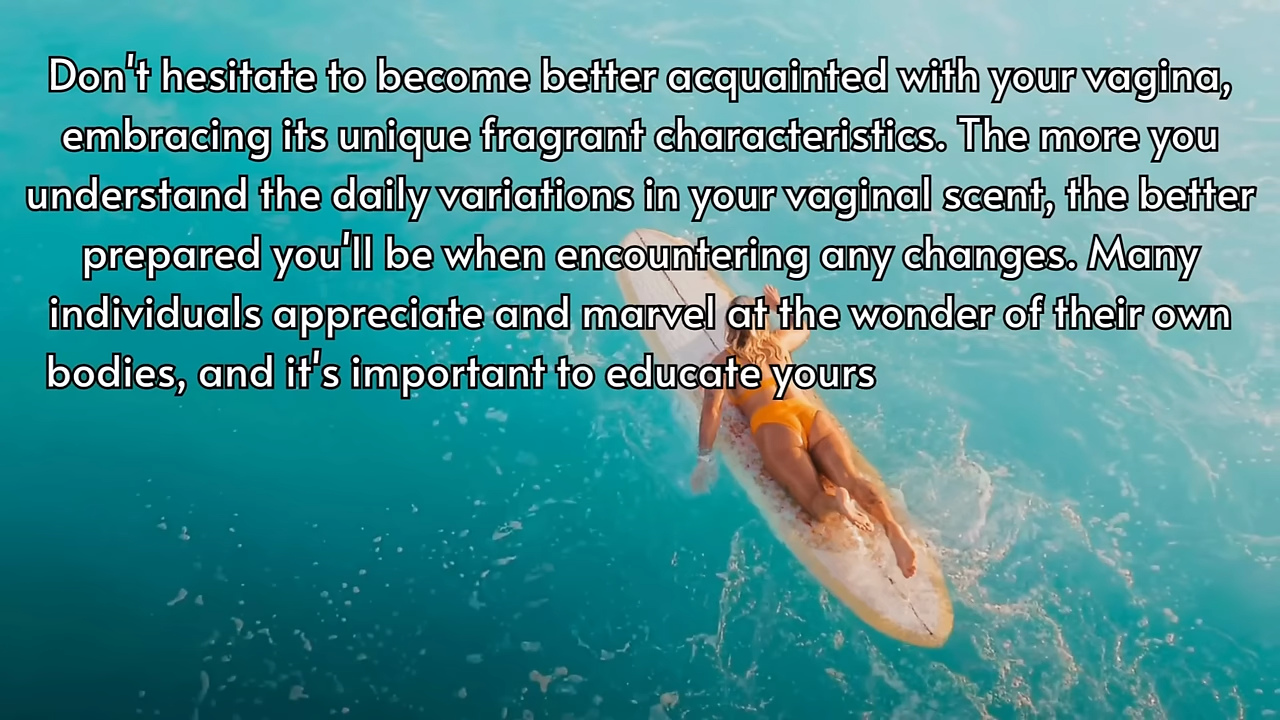 Don't hesitate to become better acquainted with your vagina,
embracing its unique fragrant characteristics. The more you
understand the daily variations in your vaginal scent, the better
prepared you'll be when encountering any changes. Many
individuals appreciate and marvel at the wonder of their own
bodies, and it's important to educate yours